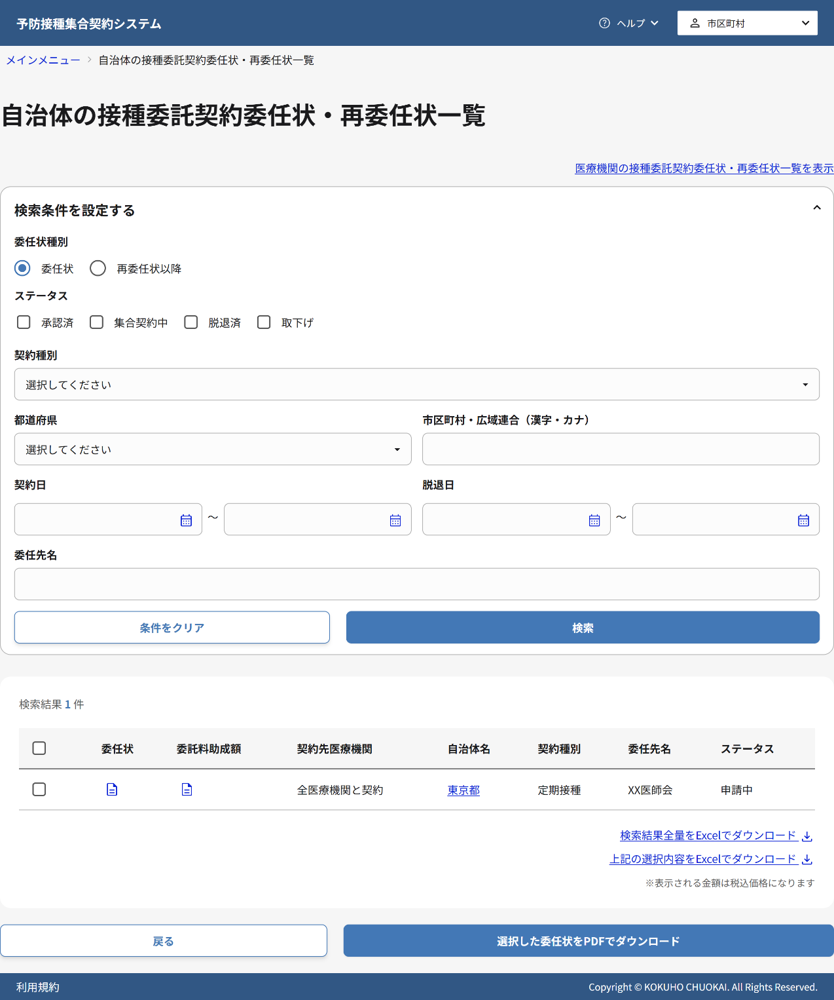 予防接種集合契約システム
ヘルプ
市区町村
メインメニュー
自治体の接種委託契約委任状・再委任状一覧
自治体の接種委託契約委任状・再委任状一覧
医療機関の接種委託契約委任状・再委任状一覧を表示
検索条件を設定する
委任状種別
委任状 再委任状以降
ステータス
承認済 集合契約中 脱退済 取下げ
契約種別
選択してください
都道府県 市区町村・広域連合（漢字・カナ）
選択してください
契約日 脱退日
～ ～
委任先名
条件をクリア 検索
検索結果 1 件
委任状 委託料助成額 契約先医療機関 自治体名 契約種別 委任先名 ステータス
全医療機関と契約 東京都 定期接種 XX医師会 申請中
検索結果全量をExcelでダウンロード
上記の選択内容をExcelでダウンロード
※表示される金額は税込価格になります
戻る 選択した委任状をPDFでダウンロード
利用規約 Copyright © KOKUHO CHUOKAI. All Rights Reserved.